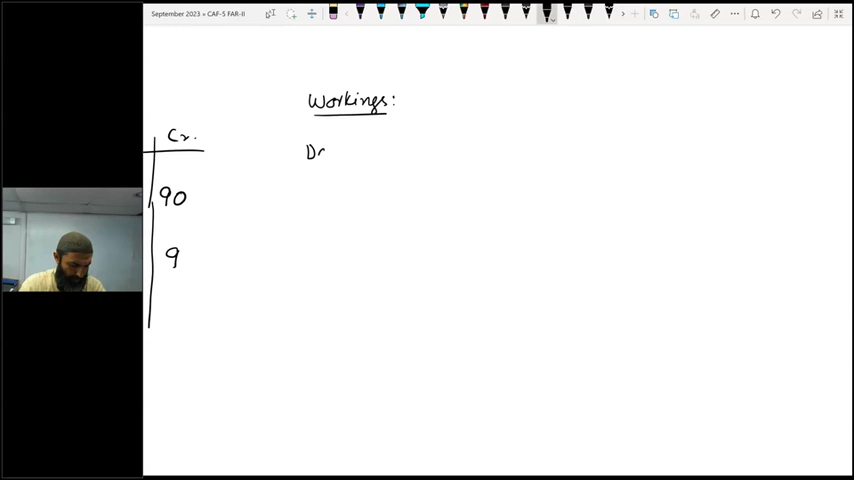 September 2023 » CAF-5 FAR-II
Workings:
Cr.
Dr
90
9